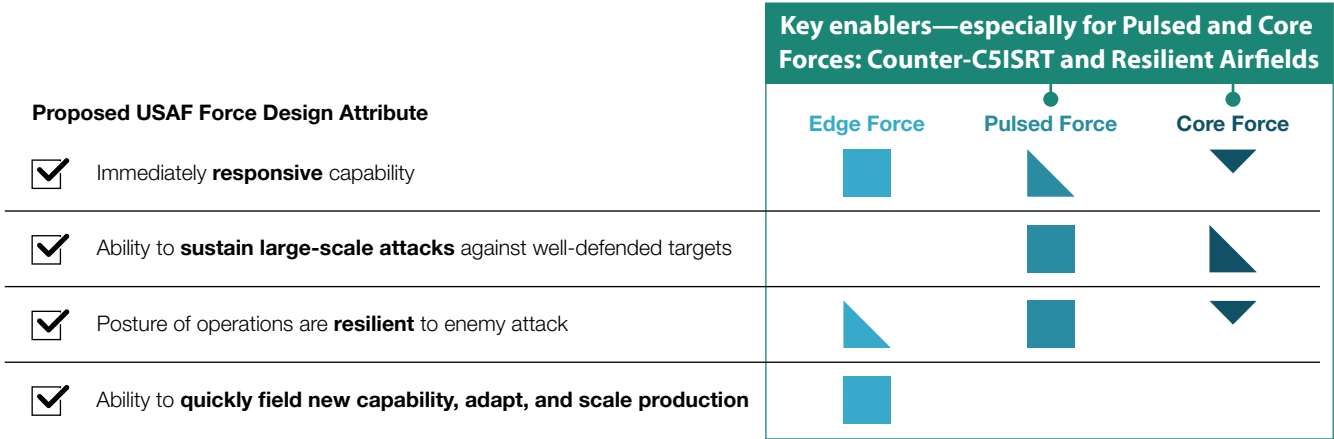 Key enablers—especially for Pulsed and Core
Forces: Counter-C5ISRT and Resilient Airfields
Proposed USAF Force Design Attribute
Edge Force
Pulsed Force
Core Force
Immediately responsive capability
Ability to sustain large-scale attacks against well-defended targets
Posture of operations are resilient to enemy attack
Ability to quickly field new capability, adapt, and scale production